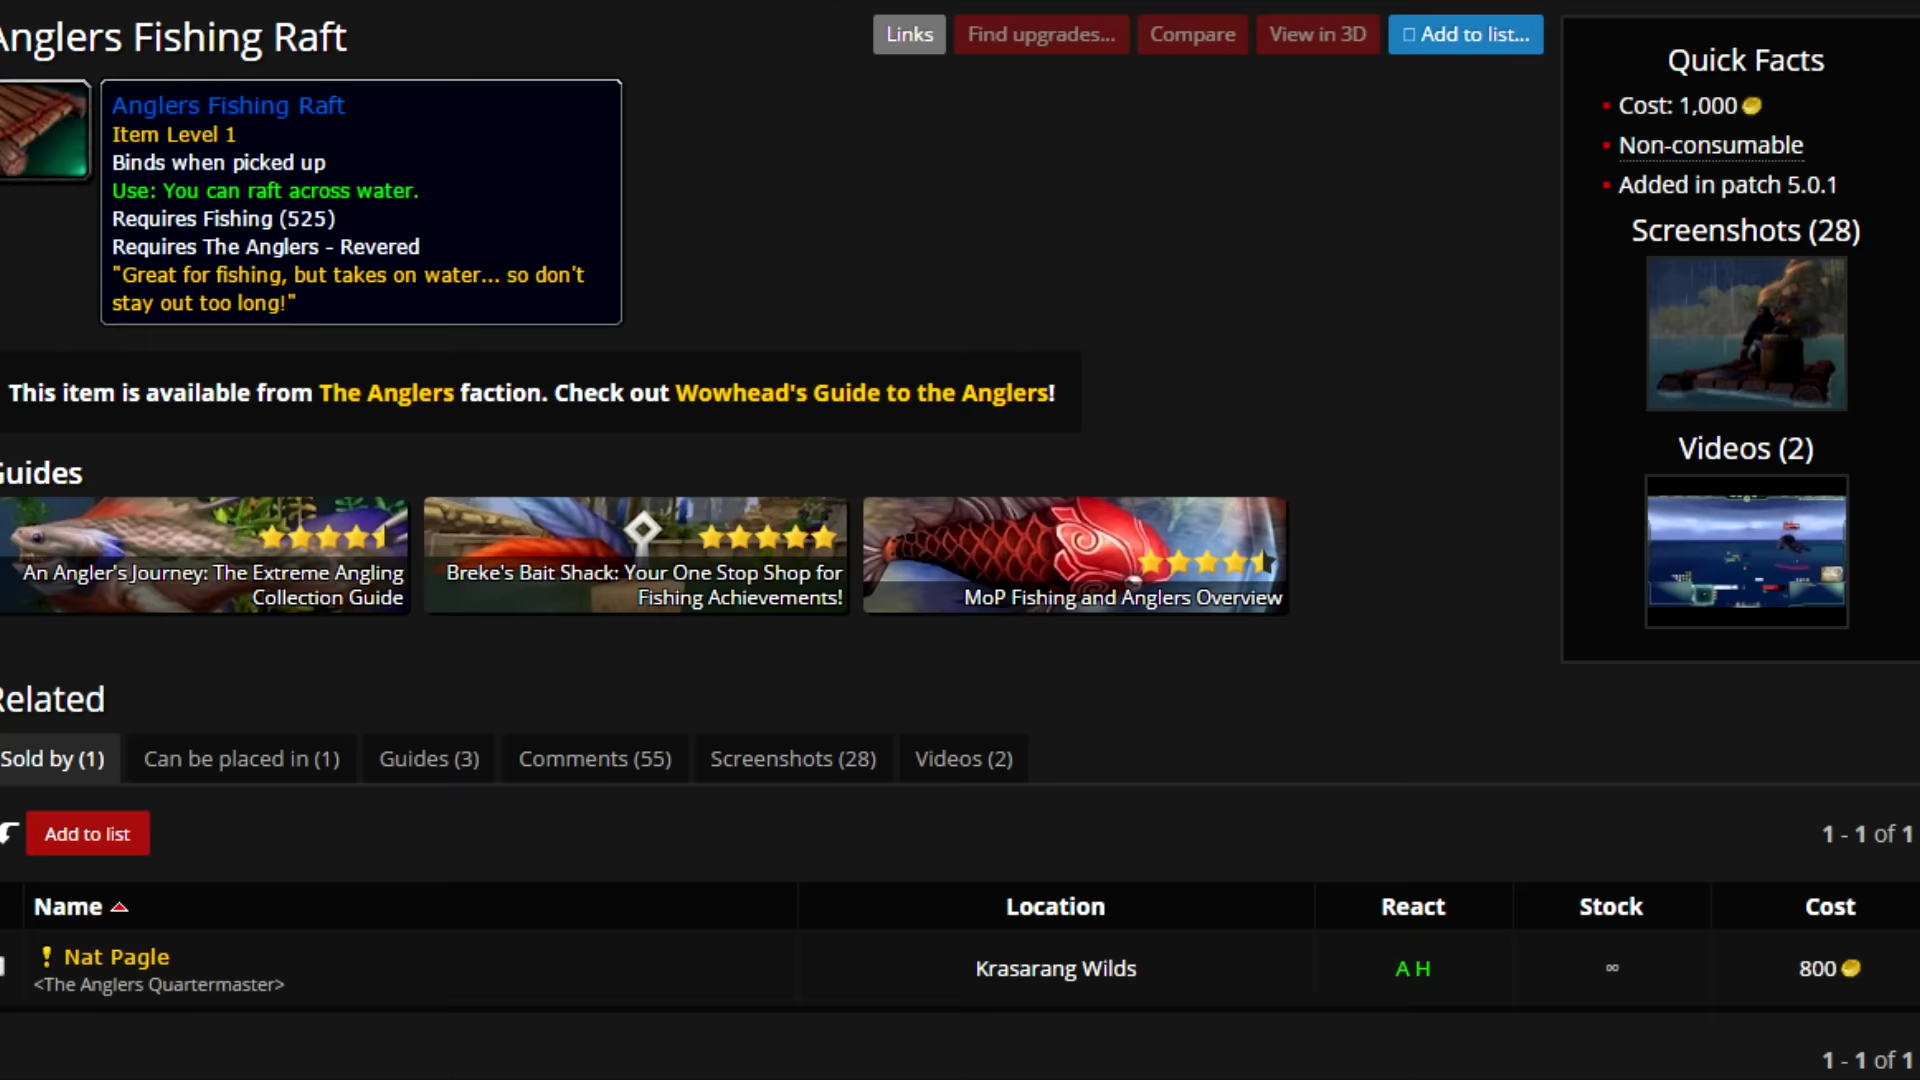 Anglers Fishing Raft
Links
Find upgrades...
Compare
View in 3D
Add to list...
Anglers Fishing Raft
Item Level 1
Binds when picked up
Use: You can raft across water.
Requires Fishing (525)
Requires The Anglers - Revered
"Great for fishing, but takes on water... so don't
stay out too long!"
Quick Facts
Cost: 1,000
Non-consumable
Added in patch 5.0.1
Screenshots (28)
Videos (2)
This item is available from The Anglers faction. Check out Wowhead's Guide to the Anglers!
Guides
An Angler's Journey: The Extreme Angling
Collection Guide
Breke's Bait Shack: Your One Stop Shop for
Fishing Achievements!
MoP Fishing and Anglers Overview
Related
Sold by (1)
Can be placed in (1)
Guides (3)
Comments (55)
Screenshots (28)
Videos (2)
Add to list
1 - 1 of 1
Name
Location
React
Stock
Cost
! Nat Pagle
<The Anglers Quartermaster>
Krasarang Wilds
A H
∞
800
1 - 1 of 1